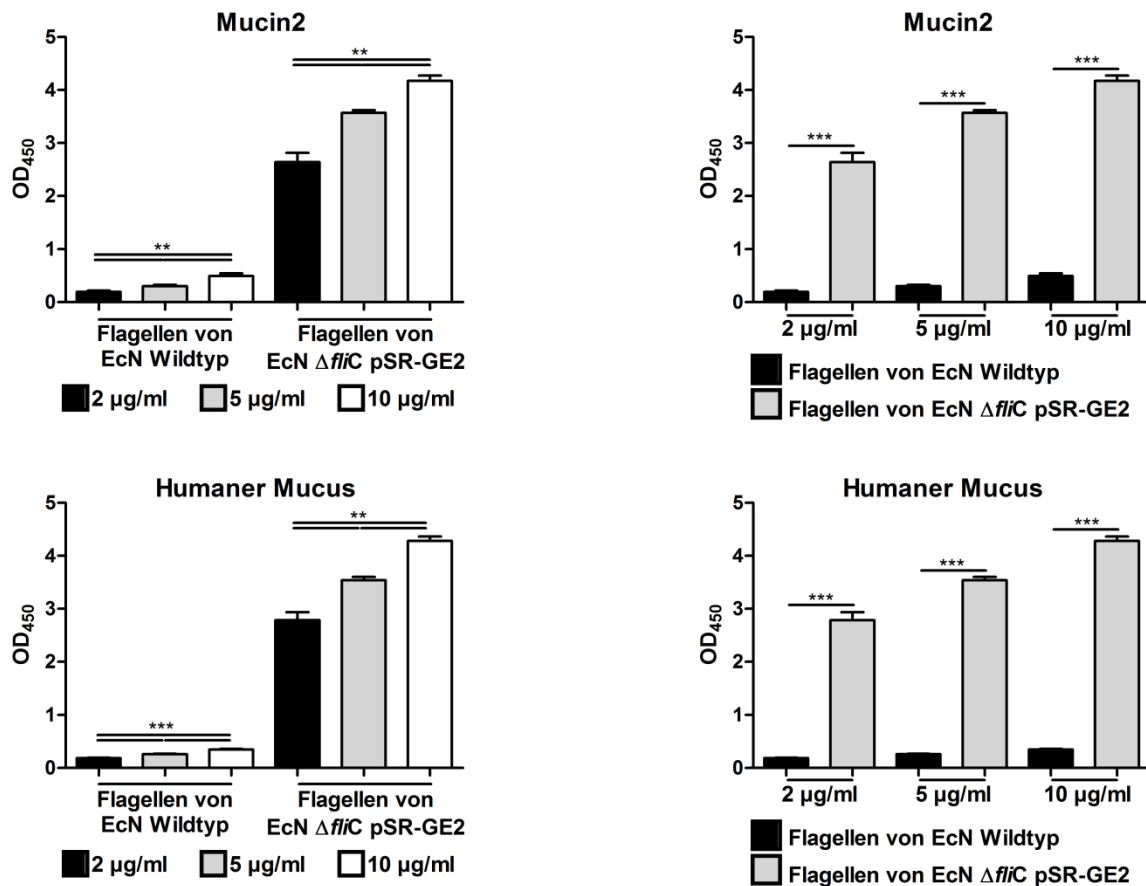 Mucin2
5
4
3
2
1
0
OD450
**
**
Flagellen von
EcN Wildtyp
Flagellen von
EcN ΔfliC pSR-GE2
2 µg/ml
5 µg/ml
10 µg/ml
Mucin2
5
4
3
2
1
0
OD450
***
***
***
2 µg/ml
5 µg/ml
10 µg/ml
Flagellen von EcN Wildtyp
Flagellen von EcN ΔfliC pSR-GE2
Humaner Mucus
5
4
3
2
1
0
OD450
***
**
Flagellen von
EcN Wildtyp
Flagellen von
EcN ΔfliC pSR-GE2
2 µg/ml
5 µg/ml
10 µg/ml
Humaner Mucus
5
4
3
2
1
0
OD450
***
***
***
2 µg/ml
5 µg/ml
10 µg/ml
Flagellen von EcN Wildtyp
Flagellen von EcN ΔfliC pSR-GE2